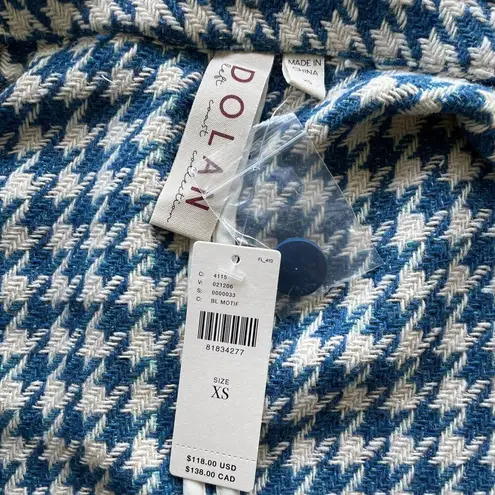 DOLAN
left coast collection
MADE IN
CHINA
XS
FL_410
C: 4115
V: 021206
S: 0000033
C: BL MOTIF
81834277
SIZE
XS
$118.00 USD
$138.00 CAD